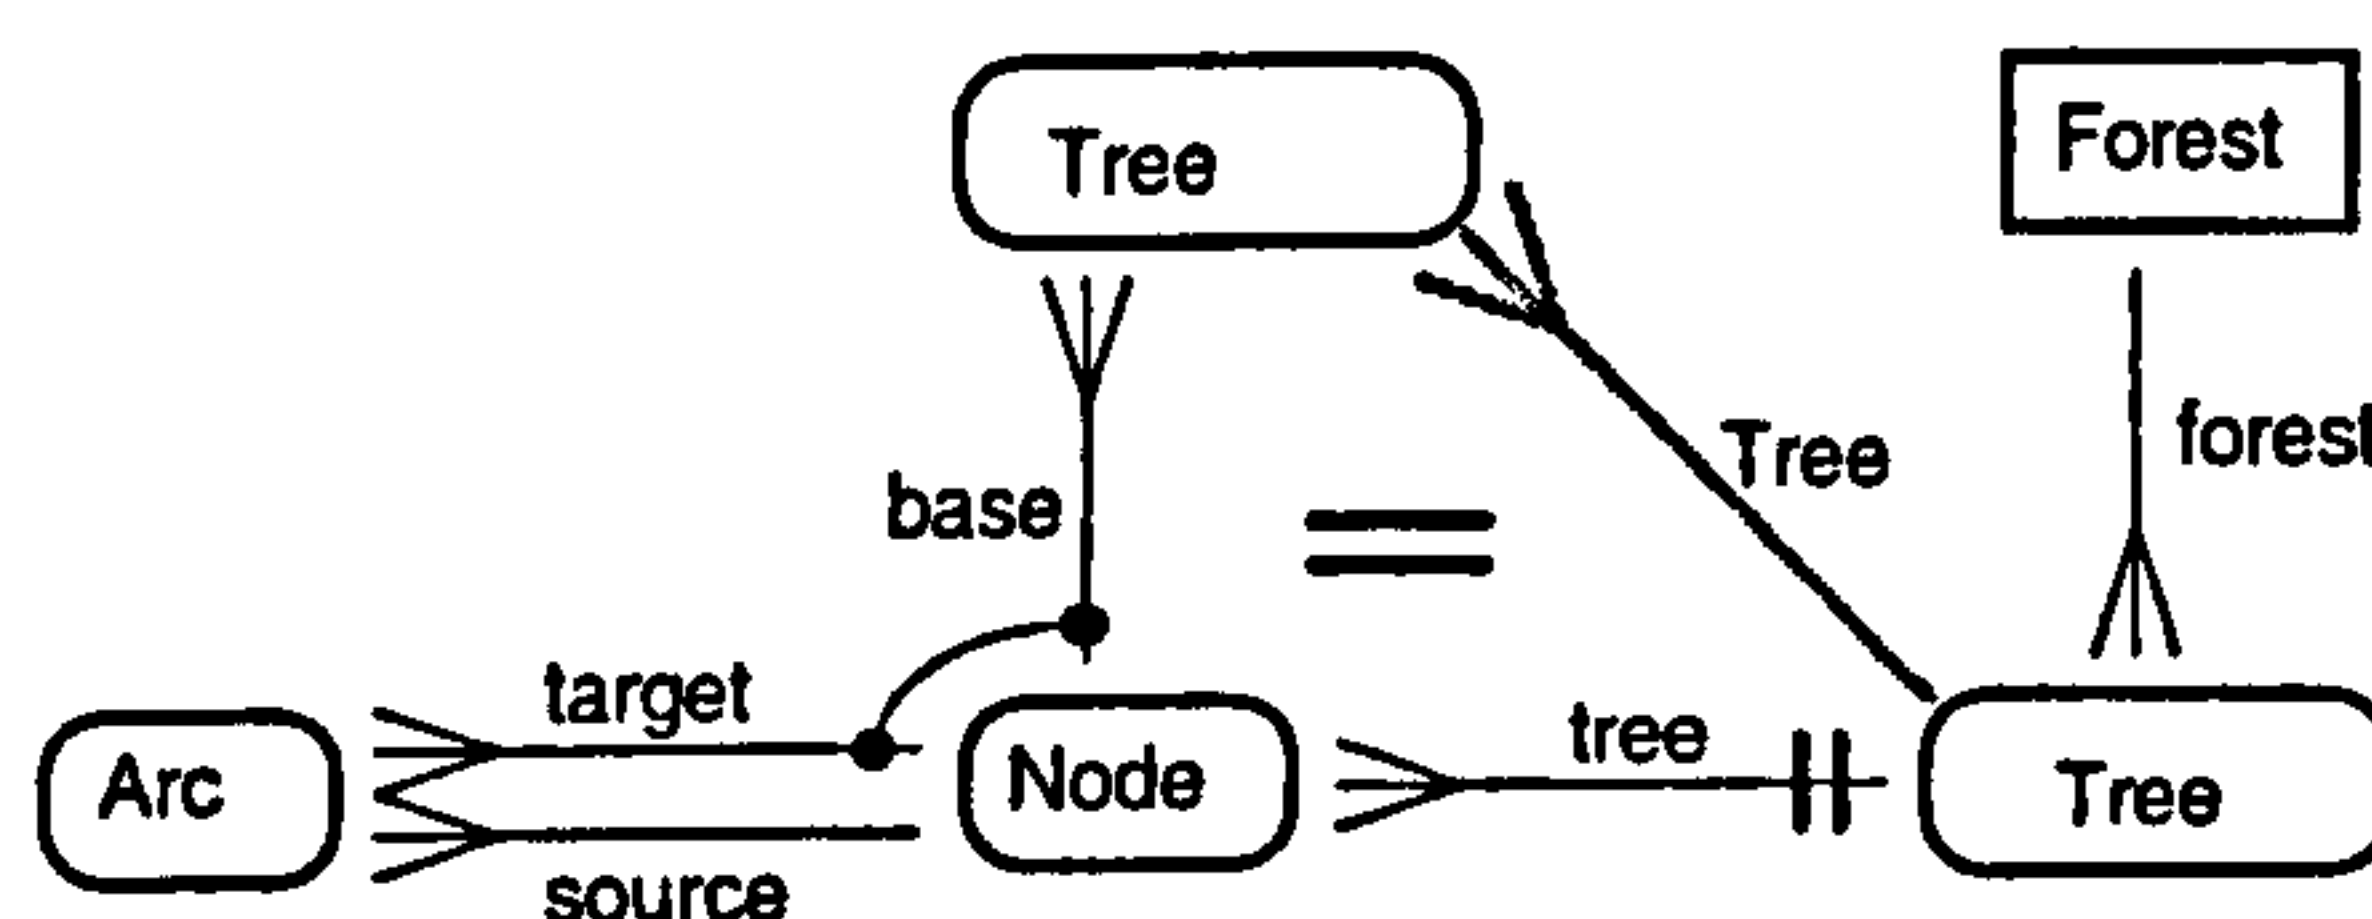 Tree
Forest
forest
Tree
base
target
tree
Arc
Node
Tree
source